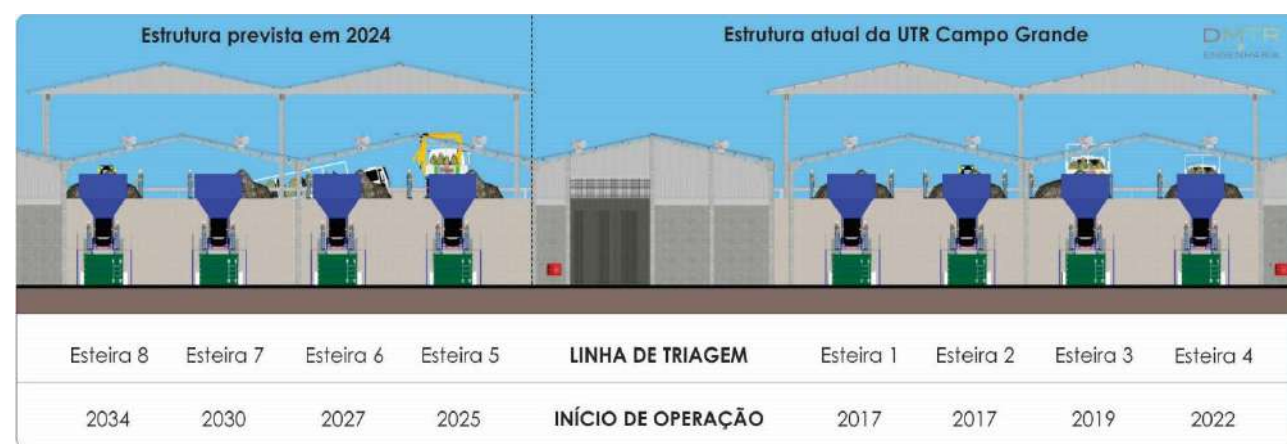 Estrutura prevista em 2024
Estrutura atual da UTR Campo Grande
DMTR
ENGENHARIA
Esteira 8 Esteira 7 Esteira 6 Esteira 5 LINHA DE TRIAGEM Esteira 1 Esteira 2 Esteira 3 Esteira 4
2034 2030 2027 2025 INÍCIO DE OPERAÇÃO 2017 2017 2019 2022